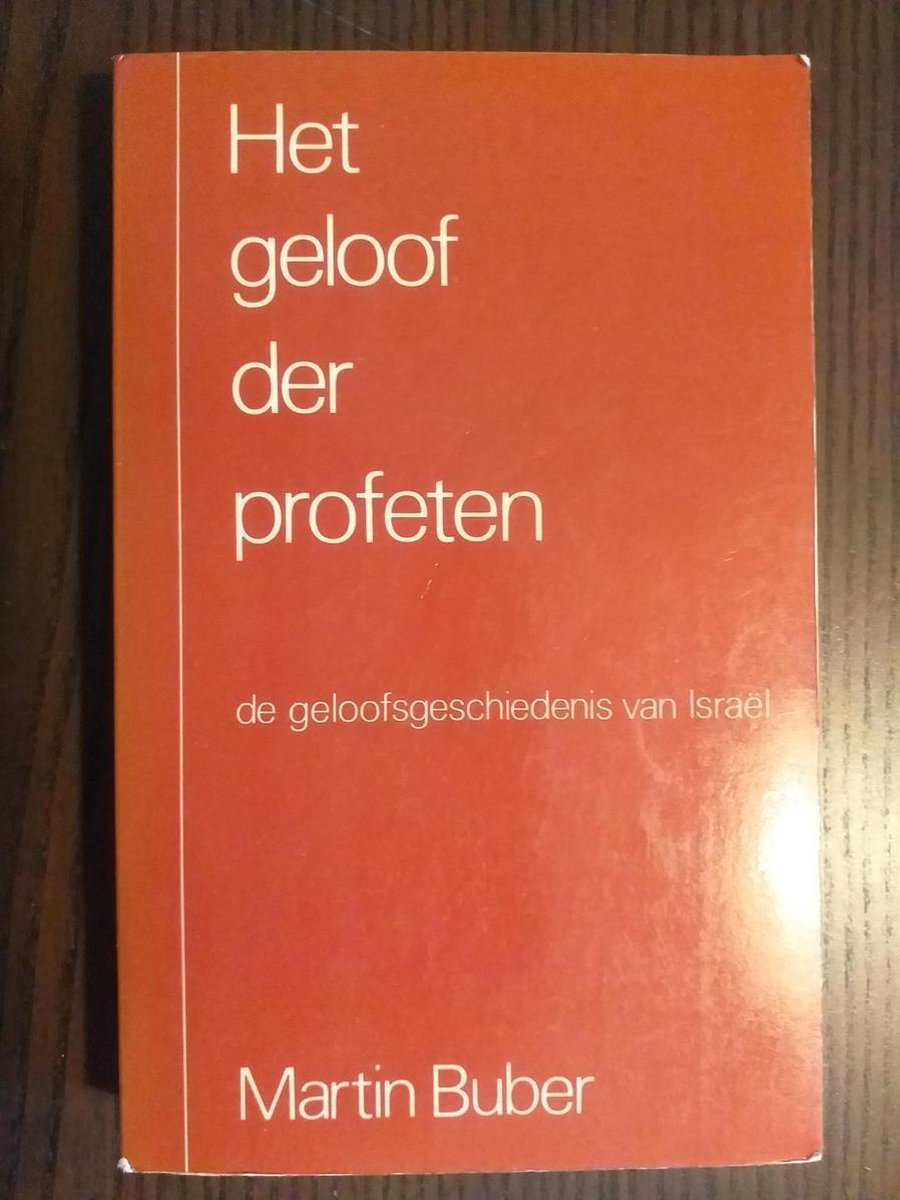 Het
geloof
der
profeten
de geloofsgeschiedenis van Israël
Martin Buber